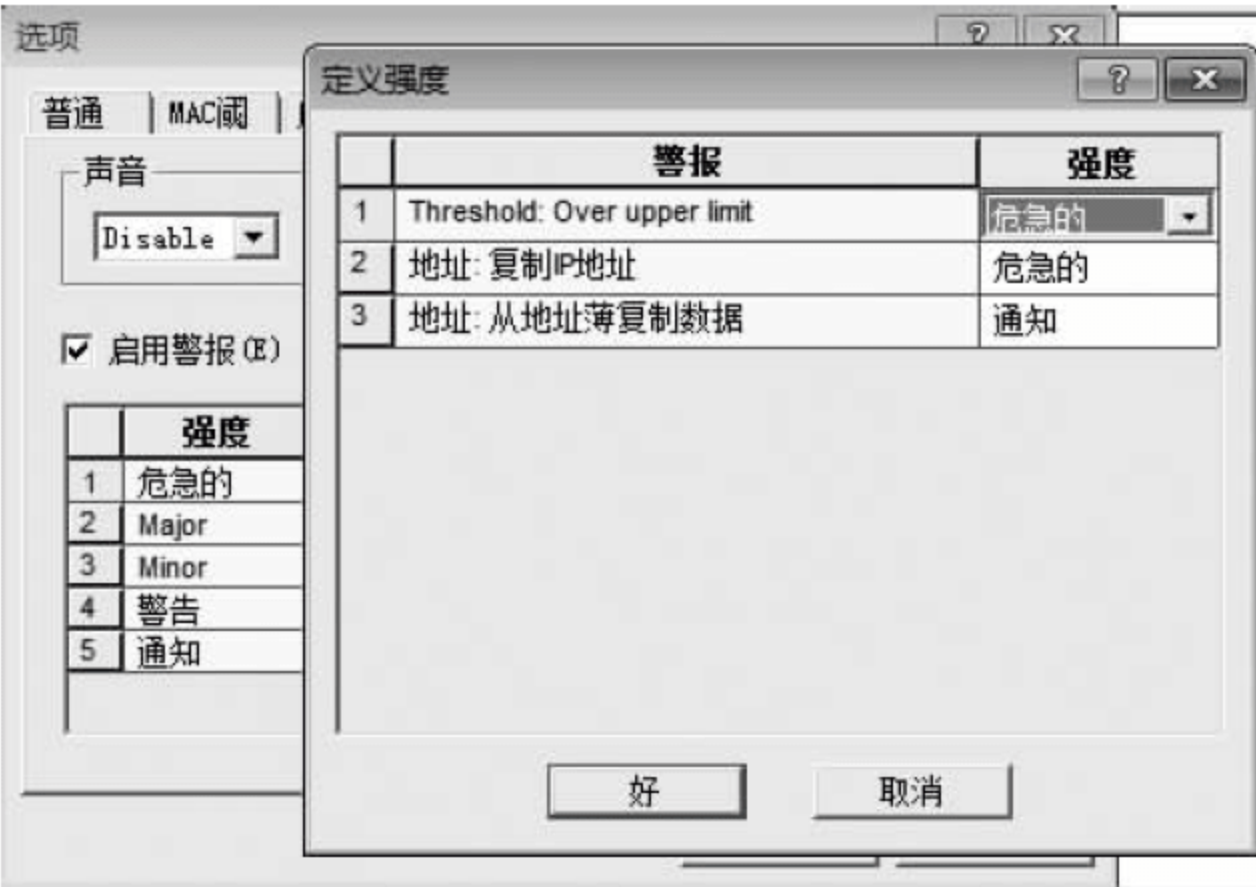 选项
普通
MAC阈
声音
Disable
启用警报(E)
强度
1 危急的
2 Major
3 Minor
4 警告
5 通知
定义强度
警报 强度
1 Threshold: Over upper limit 危急的
2 地址: 复制IP地址 危急的
3 地址: 从地址薄复制数据 通知
好 取消